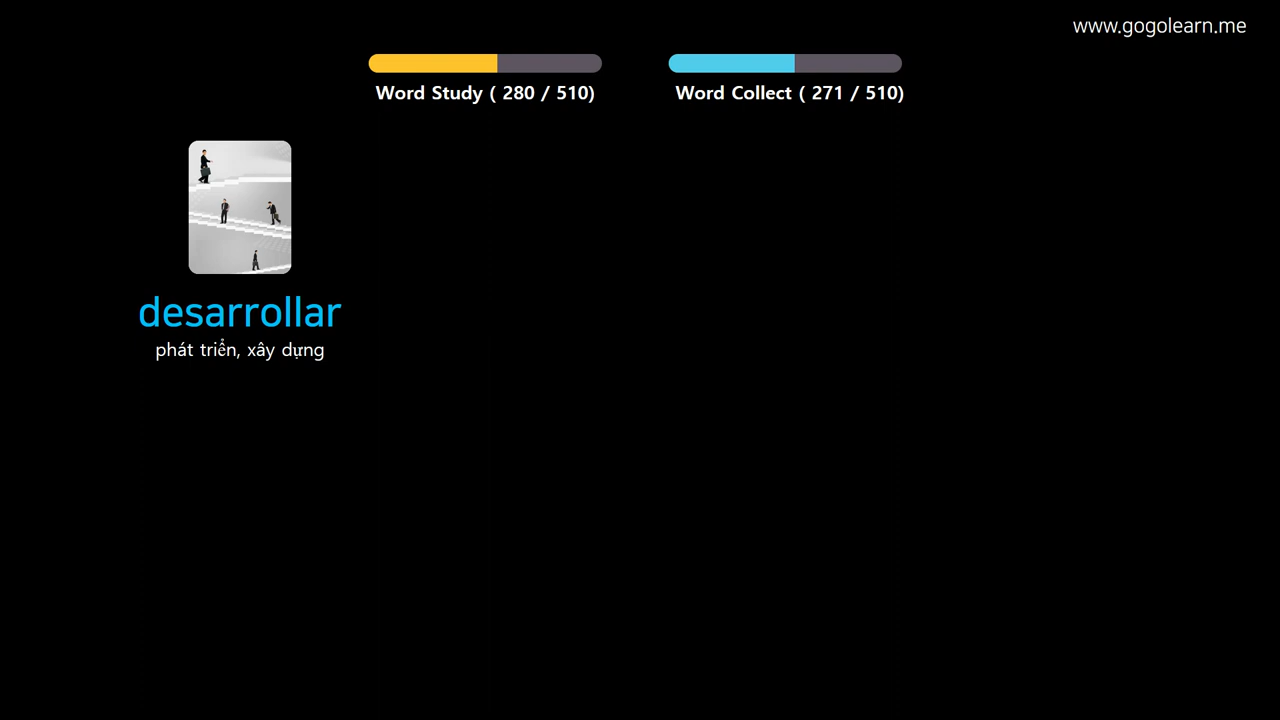 www.gogolearn.me
Word Study ( 280 / 510)
Word Collect ( 271 / 510)
desarrollar
phát triển, xây dựng